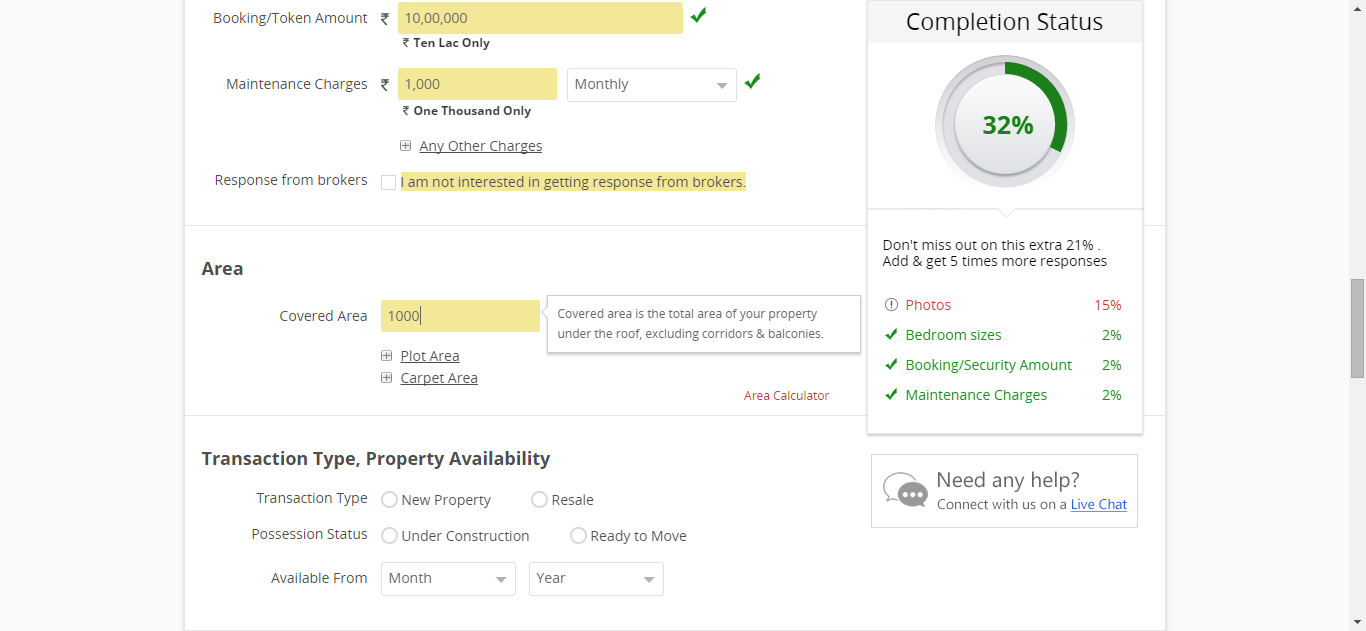 Booking/Token Amount ₹ 10,00,000
₹ Ten Lac Only
Maintenance Charges ₹ 1,000 Monthly
₹ One Thousand Only
Any Other Charges
Response from brokers I am not interested in getting response from brokers.
Area
Covered Area 1000
Covered area is the total area of your property
under the roof, excluding corridors & balconies.
Plot Area
Carpet Area
Area Calculator
Transaction Type, Property Availability
Transaction Type New Property Resale
Possession Status Under Construction Ready to Move
Available From Month Year
Completion Status
32%
Don't miss out on this extra 21% .
Add & get 5 times more responses
Photos 15%
Bedroom sizes 2%
Booking/Security Amount 2%
Maintenance Charges 2%
Need any help?
Connect with us on a Live Chat